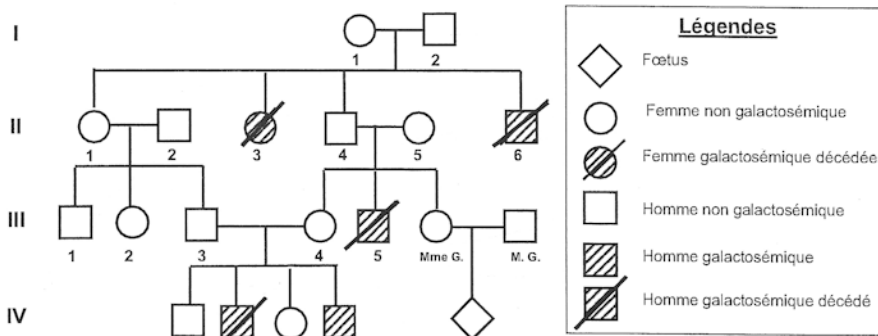 I
1 2
II
1 2 3 4 5 6
III
1 2 3 4 5 Mme G. M. G.
IV
Légendes
Fœtus
Femme non galactosémique
Femme galactosémique décédée
Homme non galactosémique
Homme galactosémique
Homme galactosémique décédé